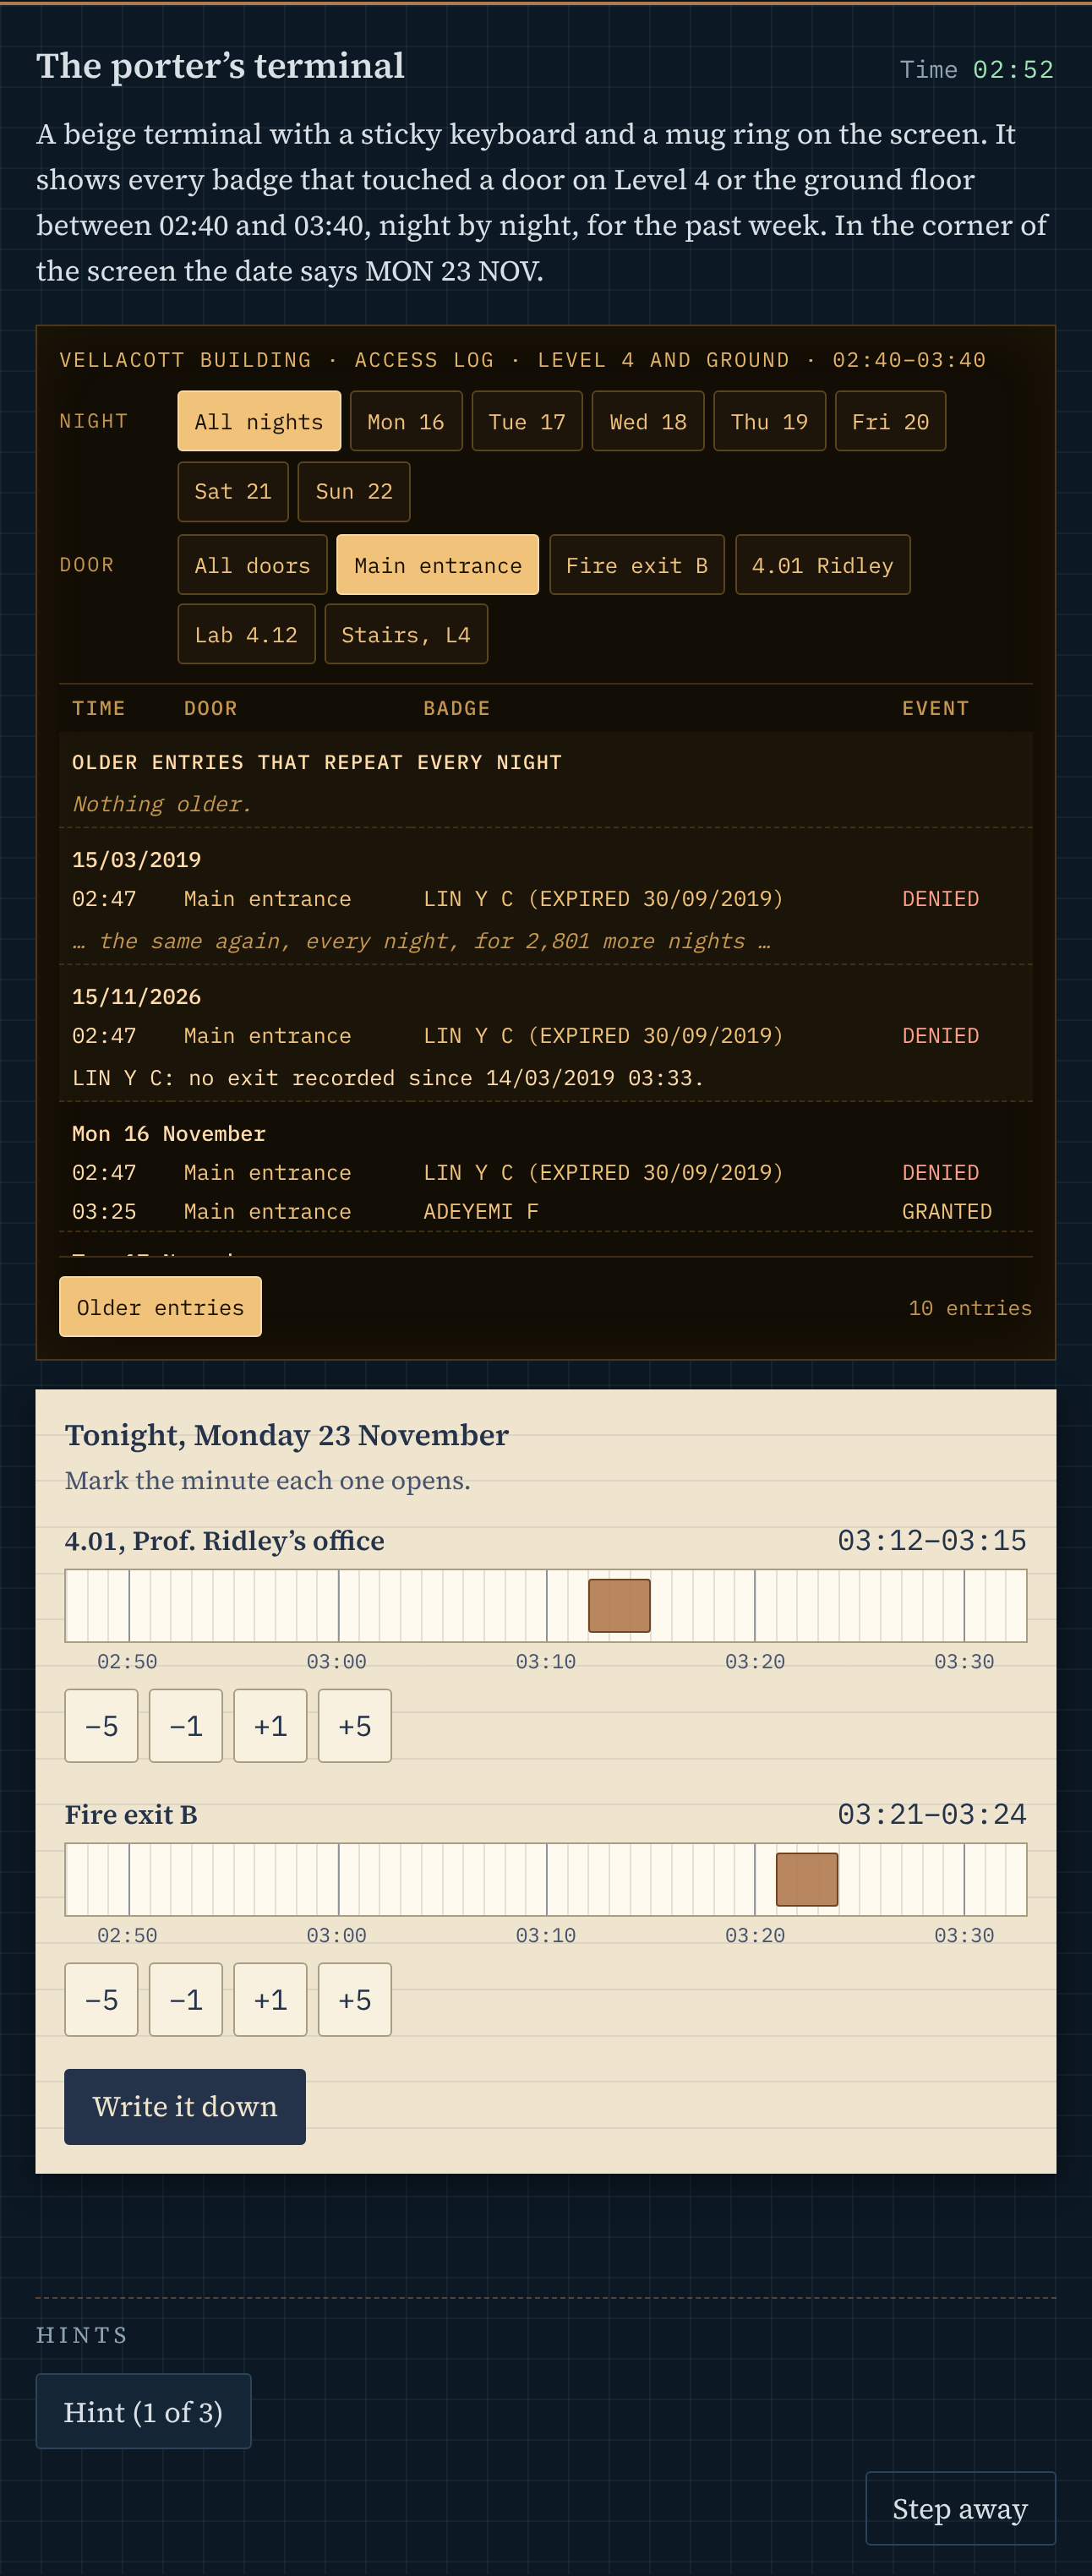 The porter’s terminal
Time 02:52
A beige terminal with a sticky keyboard and a mug ring on the screen. It
shows every badge that touched a door on Level 4 or the ground floor
between 02:40 and 03:40, night by night, for the past week. In the corner of
the screen the date says MON 23 NOV.
VELLACOTT BUILDING · ACCESS LOG · LEVEL 4 AND GROUND · 02:40–03:40
NIGHT All nights Mon 16 Tue 17 Wed 18 Thu 19 Fri 20
Sat 21 Sun 22
DOOR All doors Main entrance Fire exit B 4.01 Ridley
Lab 4.12 Stairs, L4
TIME DOOR BADGE EVENT
OLDER ENTRIES THAT REPEAT EVERY NIGHT
Nothing older.
15/03/2019
02:47 Main entrance LIN Y C (EXPIRED 30/09/2019) DENIED
… the same again, every night, for 2,801 more nights …
15/11/2026
02:47 Main entrance LIN Y C (EXPIRED 30/09/2019) DENIED
LIN Y C: no exit recorded since 14/03/2019 03:33.
Mon 16 November
02:47 Main entrance LIN Y C (EXPIRED 30/09/2019) DENIED
03:25 Main entrance ADEYEMI F GRANTED
Older entries 10 entries
Tonight, Monday 23 November
Mark the minute each one opens.
4.01, Prof. Ridley’s office 03:12–03:15
02:50 03:00 03:10 03:20 03:30
−5 −1 +1 +5
Fire exit B 03:21–03:24
02:50 03:00 03:10 03:20 03:30
−5 −1 +1 +5
Write it down
HINTS
Hint (1 of 3)
Step away